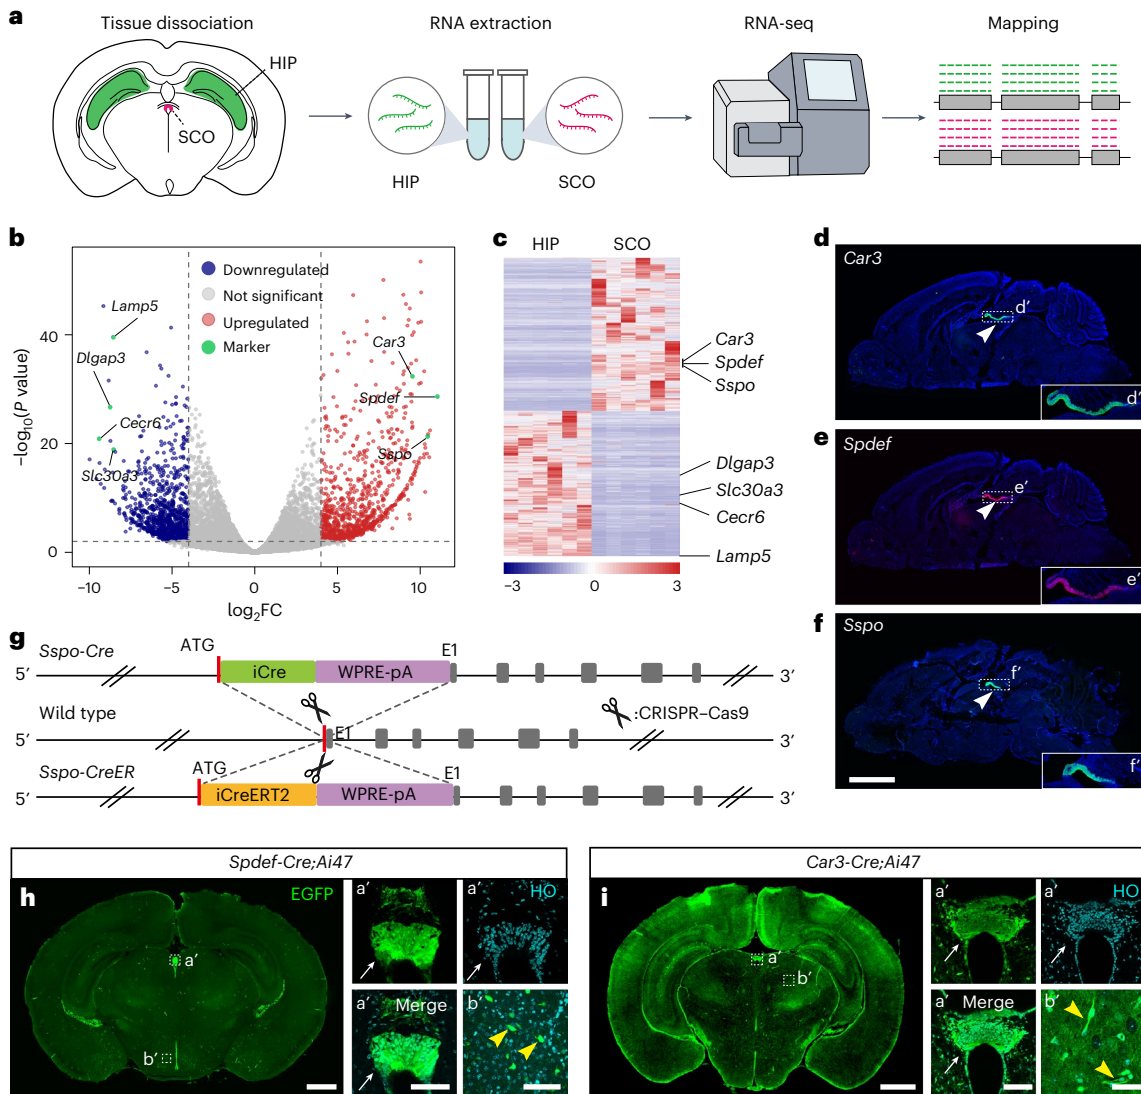 a
Tissue dissociation
RNA extraction
RNA-seq
Mapping
HIP
SCO
HIP
SCO
b
Downregulated
Not significant
Upregulated
Marker
Lamp5
Dlgap3
Cecr6
Slc30a3
Car3
Spdef
Sspo
40
20
0
−log10(P value)
−10
−5
0
5
10
log2FC
c
HIP
SCO
Car3
Spdef
Sspo
Dlgap3
Slc30a3
Cecr6
Lamp5
−3
0
3
d
Car3
d′
d′
e
Spdef
e′
e′
f
Sspo
f′
f′
g
Sspo-Cre
ATG
E1
5′
iCre
WPRE-pA
3′
Wild type
:CRISPR–Cas9
5′
E1
3′
Sspo-CreER
ATG
E1
5′
iCreERT2
WPRE-pA
3′
Spdef-Cre;Ai47
h
EGFP
a′
b′
a′
a′
HO
a′
Merge
b′
Car3-Cre;Ai47
i
a′
b′
a′
a′
HO
a′
Merge
b′